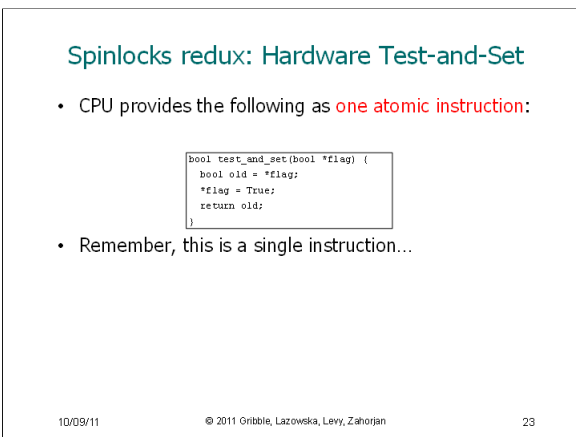 Spinlocks redux: Hardware Test-and-Set
• CPU provides the following as one atomic instruction:
bool test_and_set(bool *flag) {
bool old = *flag;
*flag = True;
return old;
}
• Remember, this is a single instruction...
10/09/11
© 2011 Gribble, Lazowska, Levy, Zahorjan
23